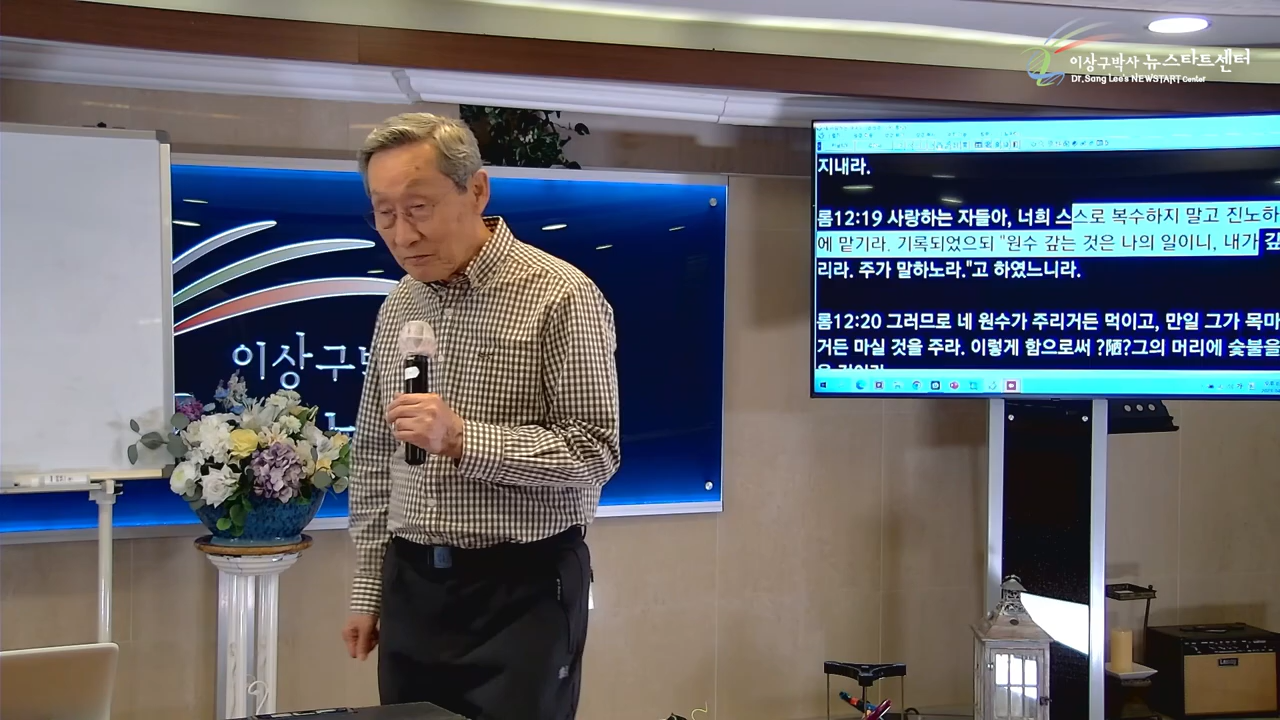 이상구박사 뉴스타트센터
Dr. Sang Lee's NEWSTART Center
지내라.
롬12:19 사랑하는 자들아, 너희 스스로 복수하지 말고 진노하
에 맡기라. 기록되었으되 "원수 갚는 것은 나의 일이니, 내가 갚
리라. 주가 말하노라."고 하였느니라.
롬12:20 그러므로 네 원수가 주리거든 먹이고, 만일 그가 목마
거든 마실 것을 주라. 이렇게 함으로써 ?陋?그의 머리에 숯불을
이상구